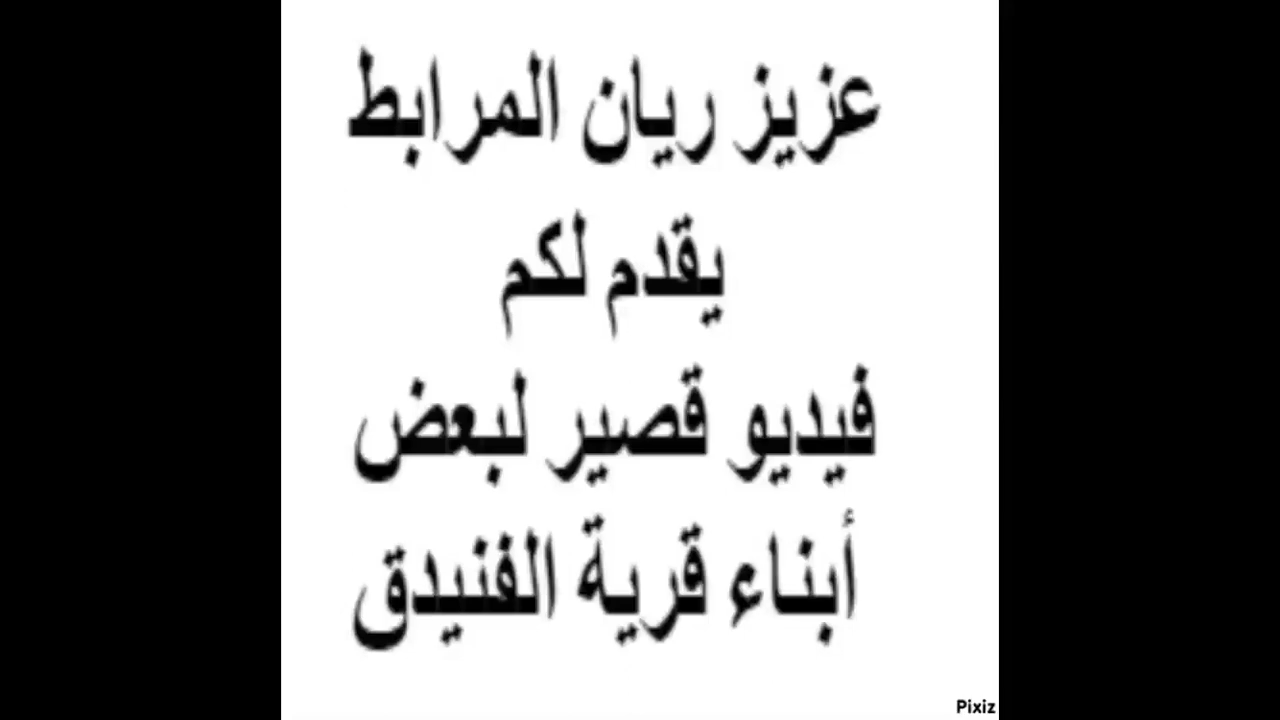 عزيز ريان المرابط
يقدم لكم
فيديو قصير لبعض
أبناء قرية الفنيدق
Pixiz